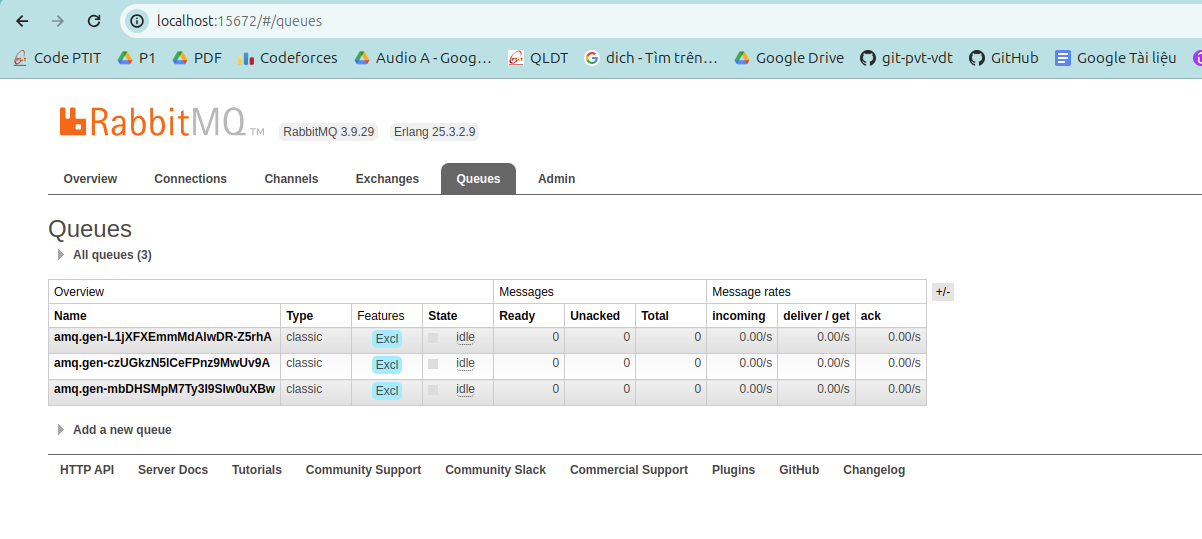 localhost:15672/#/queues
Code PTIT P1 PDF Codeforces Audio A - Goog… QLDT dich - Tìm trên… Google Drive git-pvt-vdt GitHub Google Tài liệu
RabbitMQ TM RabbitMQ 3.9.29 Erlang 25.3.2.9
Overview Connections Channels Exchanges Queues Admin
Queues
All queues (3)
Overview Messages Message rates +/-
Name Type Features State Ready Unacked Total incoming deliver / get ack
amq.gen-L1jXFXEmmMdAlwDR-Z5rhA classic Excl idle 0 0 0 0.00/s 0.00/s 0.00/s
amq.gen-czUGkzN5lCeFPnz9MwUv9A classic Excl idle 0 0 0 0.00/s 0.00/s 0.00/s
amq.gen-mbDHSMpM7Ty3I9Slw0uXBw classic Excl idle 0 0 0 0.00/s 0.00/s 0.00/s
Add a new queue
HTTP API Server Docs Tutorials Community Support Community Slack Commercial Support Plugins GitHub Changelog